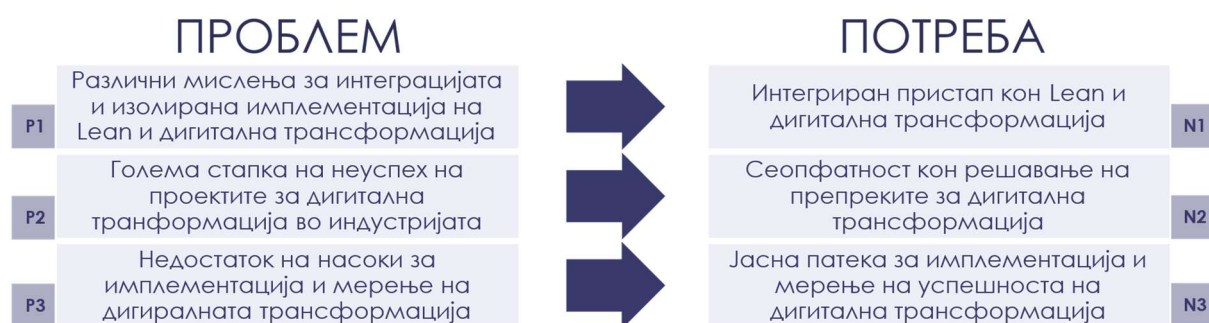 ПРОБЛЕМ
ПОТРЕБА
Различни мислења за интеграцијата
и изолирана имплементација на
Lean и дигитална трансформација
P1
Интегриран пристап кон Lean и
дигитална трансформација
N1
Голема стапка на неуспех на
проектите за дигитална
транформација во индустријата
P2
Сеопфатност кон решавање на
препреките за дигитална
трансформација
N2
Недостаток на насоки за
имплементација и мерење на
дигиралната трансформација
P3
Јасна патека за имплементација и
мерење на успешноста на
дигитална трансформација
N3